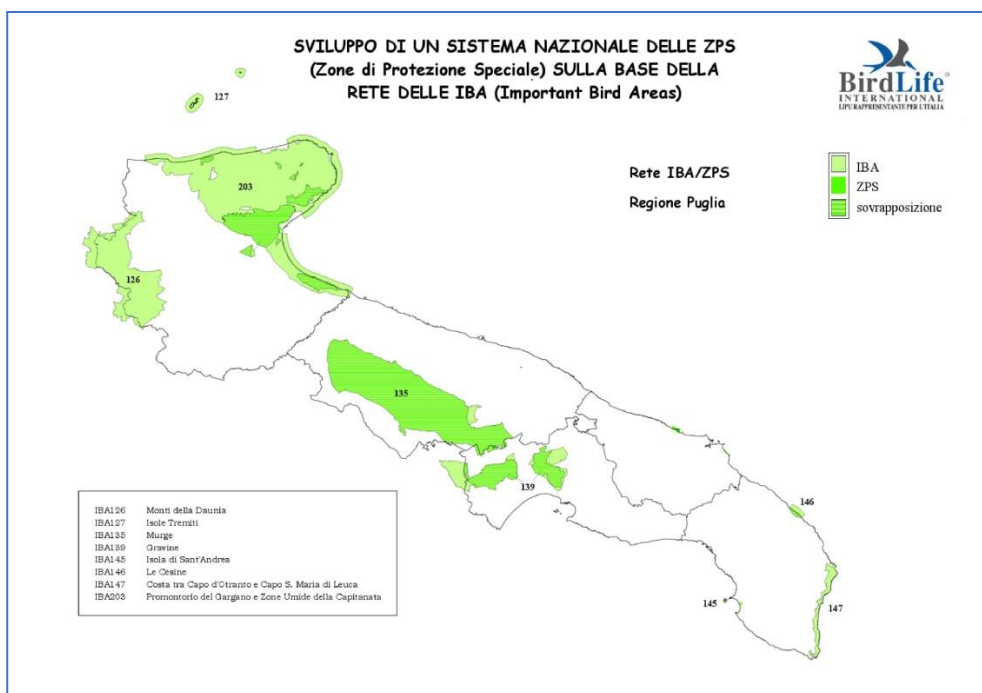 SVILUPPO DI UN SISTEMA NAZIONALE DELLE ZPS
(Zone di Protezione Speciale) SULLA BASE DELLA
RETE DELLE IBA (Important Bird Areas)
BirdLife®
INTERNATIONAL
LIPU RAPPRESENTANTE PER L'ITALIA
127
203
Rete IBA/ZPS
Regione Puglia
IBA
ZPS
sovrapposizione
126
135
139
146
145
147
IBA126 Monti della Daunia
IBA127 Isole Tremiti
IBA135 Murge
IBA139 Gravine
IBA145 Isola di Sant'Andrea
IBA146 Le Cesine
IBA147 Costa tra Capo d'Otranto e Capo S. Maria di Leuca
IBA203 Promontorio del Gargano e Zone Umide della Capitanata